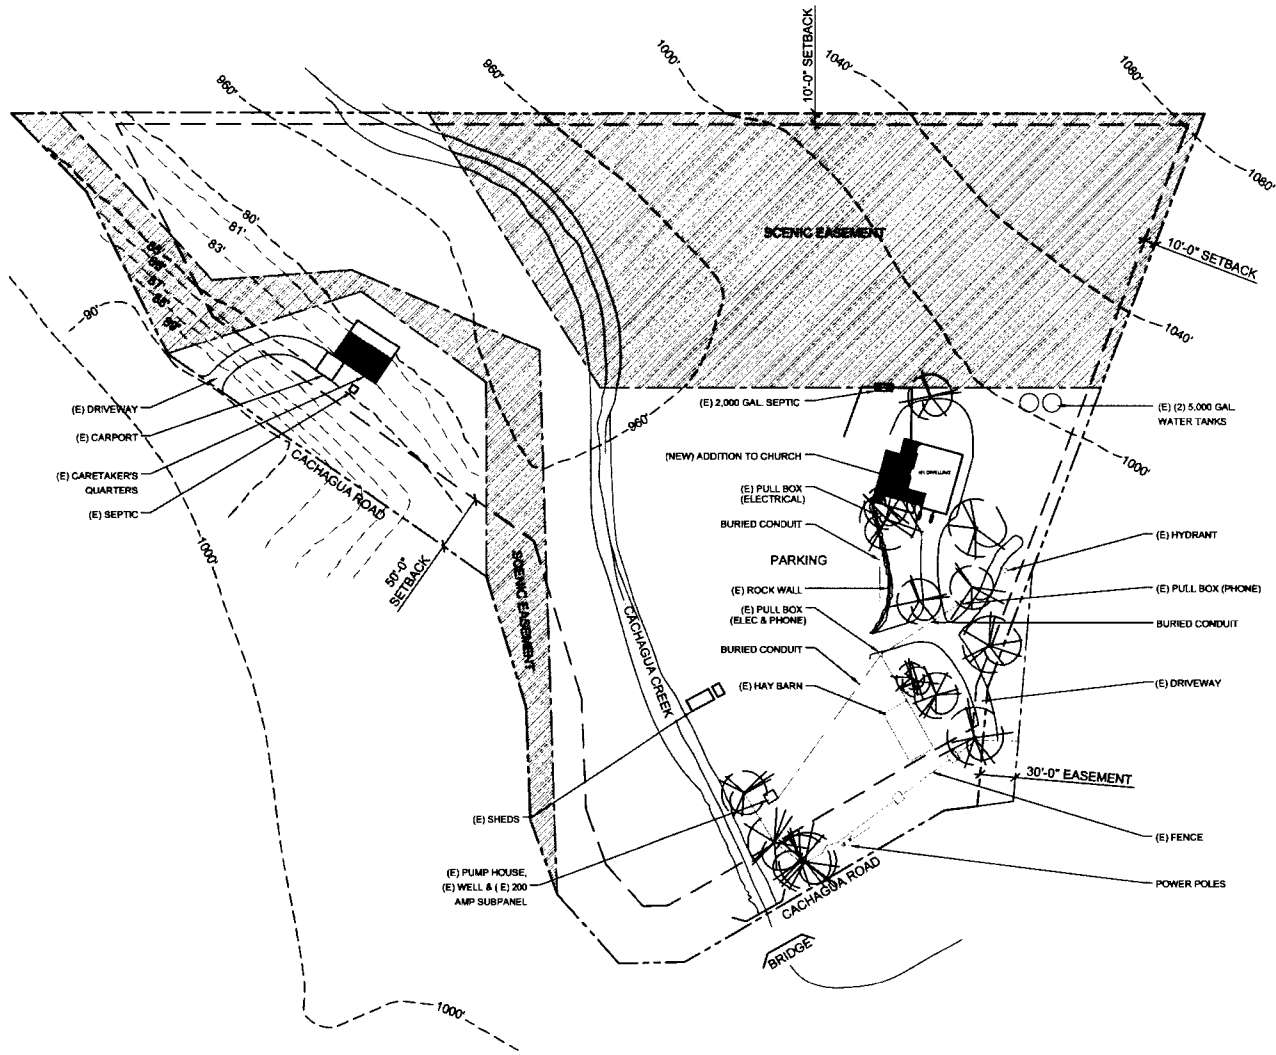 960'
960'
1000'
10'-0" SETBACK
1040'
1080'
1080'
80'
81'
83'
85'
86'
87'
88'
90'
SCENIC EASEMENT
10'-0" SETBACK
1040'
(E) DRIVEWAY
(E) CARPORT
(E) CARETAKER'S
QUARTERS
(E) SEPTIC
CACHAGUA ROAD
1000'
50'-0"
SETBACK
SCENIC EASEMENT
960'
(E) 2,000 GAL. SEPTIC
(NEW) ADDITION TO CHURCH
(E) PULL BOX
(ELECTRICAL)
BURIED CONDUIT
PARKING
(E) ROCK WALL
(E) PULL BOX
(ELEC & PHONE)
BURIED CONDUIT
(E) HAY BARN
(E) (2) 5,000 GAL.
WATER TANKS
1000'
(E) HYDRANT
(E) PULL BOX (PHONE)
BURIED CONDUIT
(E) DRIVEWAY
30'-0" EASEMENT
(E) FENCE
POWER POLES
CACHAGUA CREEK
(E) SHEDS
(E) PUMP HOUSE,
(E) WELL & (E) 200
AMP SUBPANEL
CACHAGUA ROAD
BRIDGE
1000'